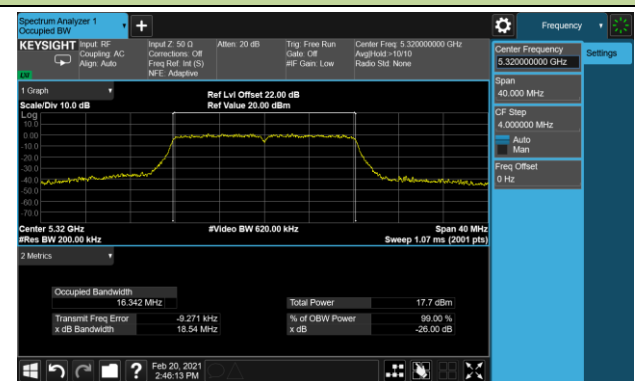 Spectrum Analyzer 1
Occupied BW
+
Frequency
KEYSIGHT
Input: RF
Coupling: AC
Align: Auto
Input Z: 50 Ω
Corrections: Off
Freq Ref: Int (S)
NFE: Adaptive
Atten: 20 dB
Trig: Free Run
Gate: Off
#IF Gain: Low
Center Freq: 5.320000000 GHz
Avg|Hold:>10/10
Radio Std: None
Center Frequency
5.320000000 GHz
Settings
Span
40.000 MHz
CF Step
4.000000 MHz
Auto
Man
Freq Offset
0 Hz
1 Graph
Ref Lvl Offset 22.00 dB
Scale/Div 10.0 dB
Ref Value 20.00 dBm
Log
10.0
0.00
-10.0
-20.0
-30.0
-40.0
-50.0
-60.0
-70.0
Center 5.32 GHz
#Video BW 620.00 kHz
Span 40 MHz
#Res BW 200.00 kHz
Sweep 1.07 ms (2001 pts)
2 Metrics
Occupied Bandwidth
16.342 MHz
Total Power
17.7 dBm
Transmit Freq Error
-9.271 kHz
% of OBW Power
99.00 %
x dB Bandwidth
18.54 MHz
x dB
-26.00 dB
?
Feb 20, 2021
2:46:13 PM